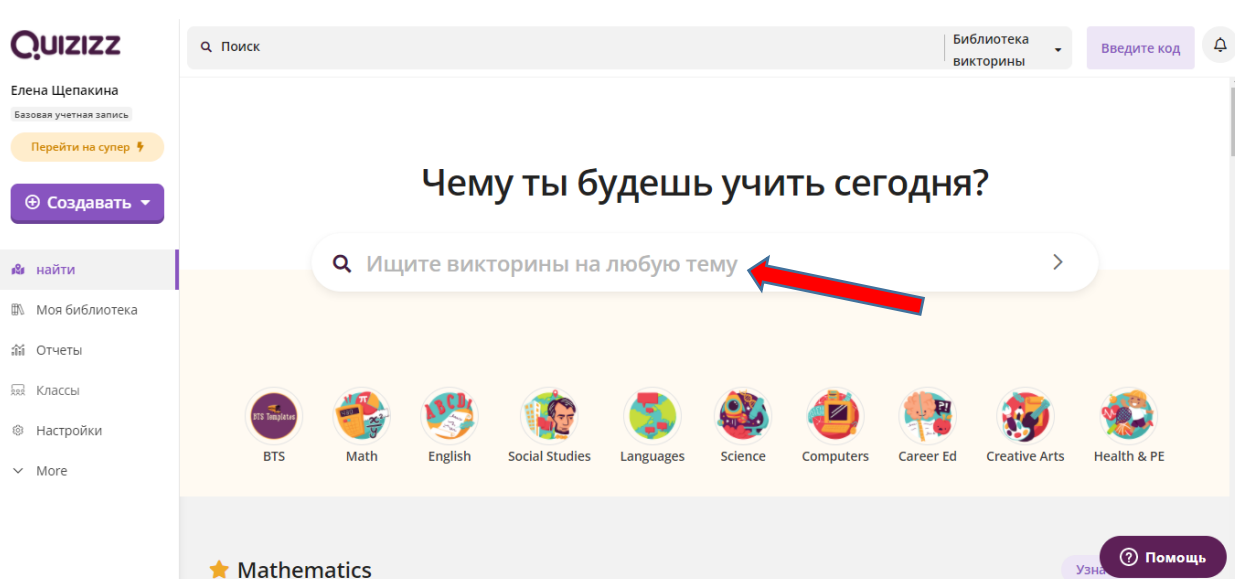 QUIZIZZ
Поиск
Библиотека
викторины
Введите код
Елена Щепакина
Базовая учетная запись
Перейти на супер
Создавать
найти
Моя библиотека
Отчеты
Классы
Настройки
More
Чему ты будешь учить сегодня?
Ищите викторины на любую тему
BTS Templates
BTS
Math
English
Social Studies
Languages
Science
Computers
Career Ed
Creative Arts
Health & PE
Mathematics
Помощь